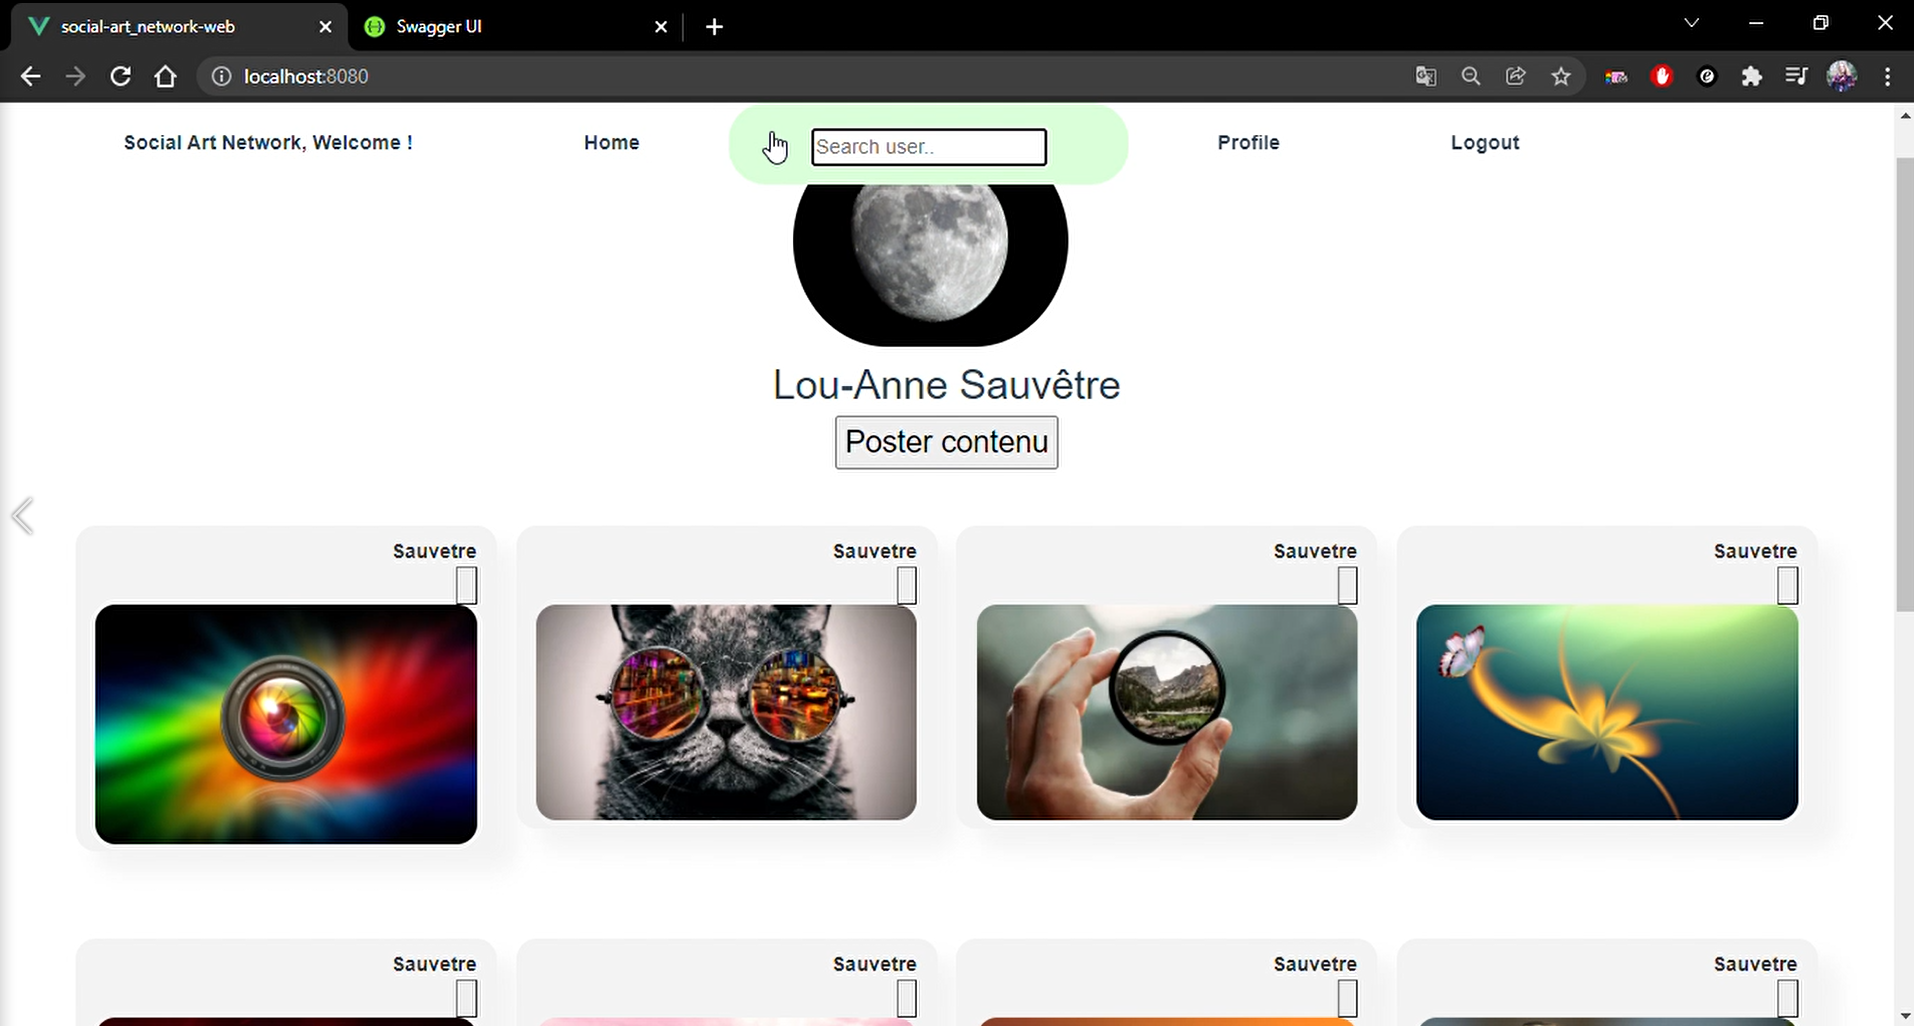 social-art_network-web
Swagger UI
localhost:8080
Social Art Network, Welcome !
Home
Search user..
Profile
Logout
Lou-Anne Sauvêtre
Poster contenu
Sauvetre
Sauvetre
Sauvetre
Sauvetre
Sauvetre
Sauvetre
Sauvetre
Sauvetre